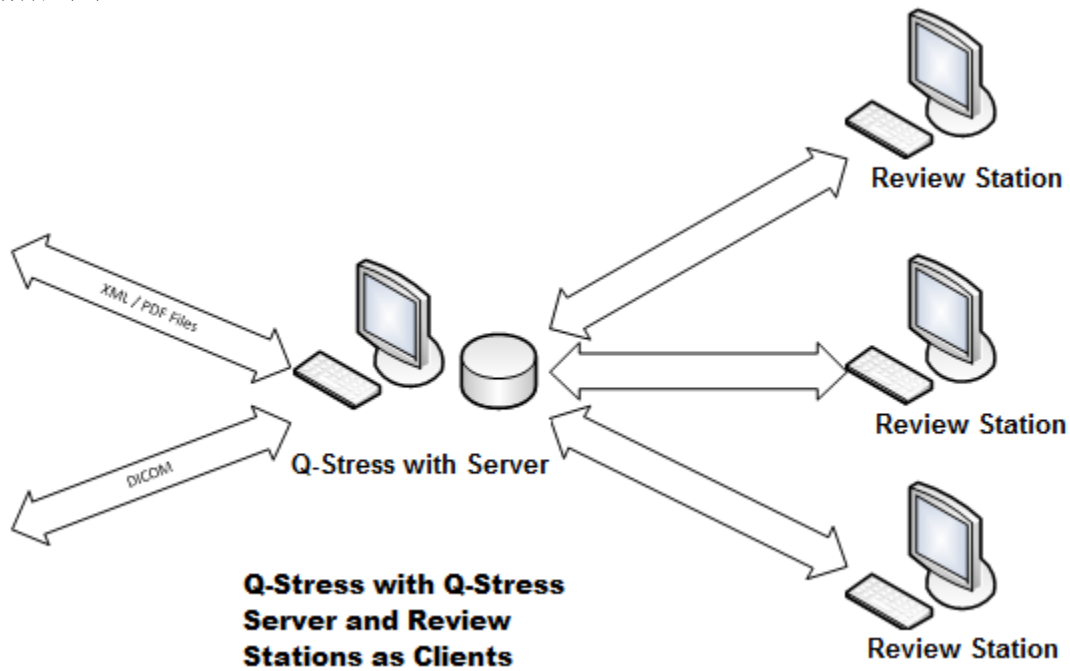 Review Station
XML / PDF Files
Review Station
Q-Stress with Server
DICOM
Q-Stress with Q-Stress
Server and Review
Stations as Clients
Review Station